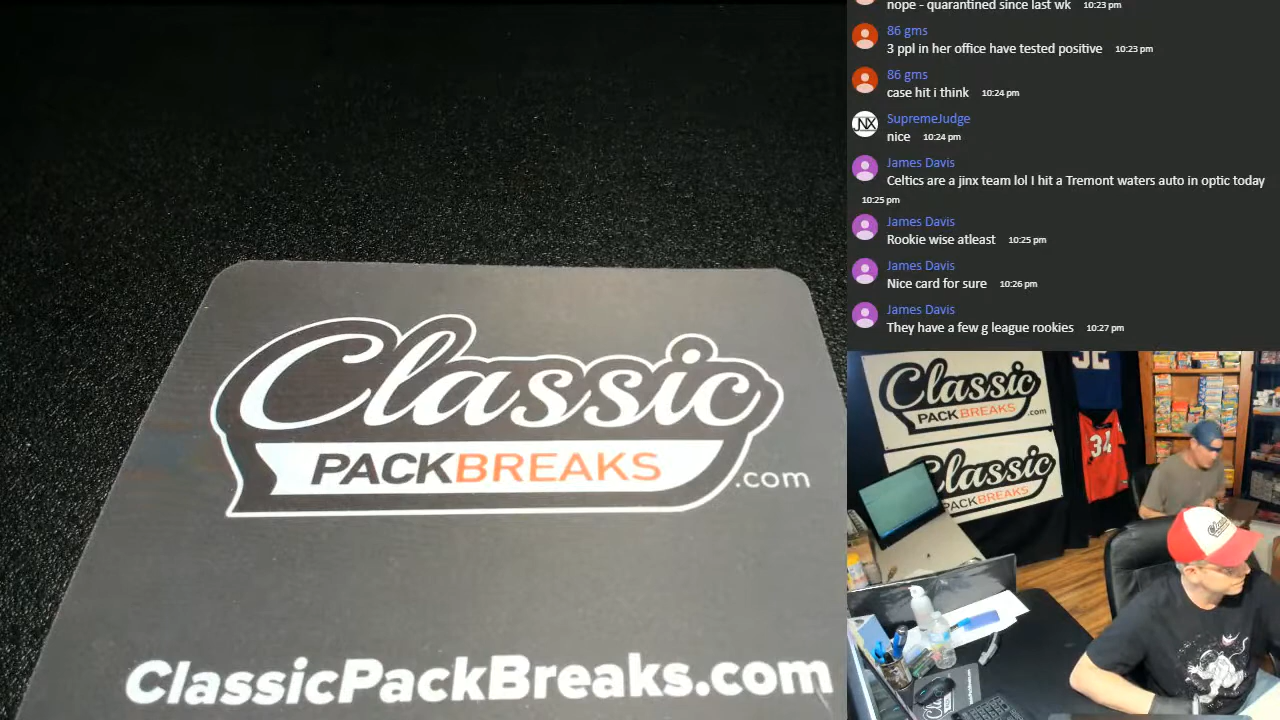 nope - quarantined since last wk 10:23 pm
86 gms
3 ppl in her office have tested positive 10:23 pm
86 gms
case hit i think 10:24 pm
JNX
SupremeJudge
nice 10:24 pm
James Davis
Celtics are a jinx team lol I hit a Tremont waters auto in optic today
10:25 pm
James Davis
Rookie wise atleast 10:25 pm
James Davis
Nice card for sure 10:26 pm
James Davis
They have a few g league rookies 10:27 pm
Classic
PACKBREAKS
.com
ClassicPackBreaks.com
Classic
PACKBREAKS
.com
Classic
PACKBREAKS
34
Classic